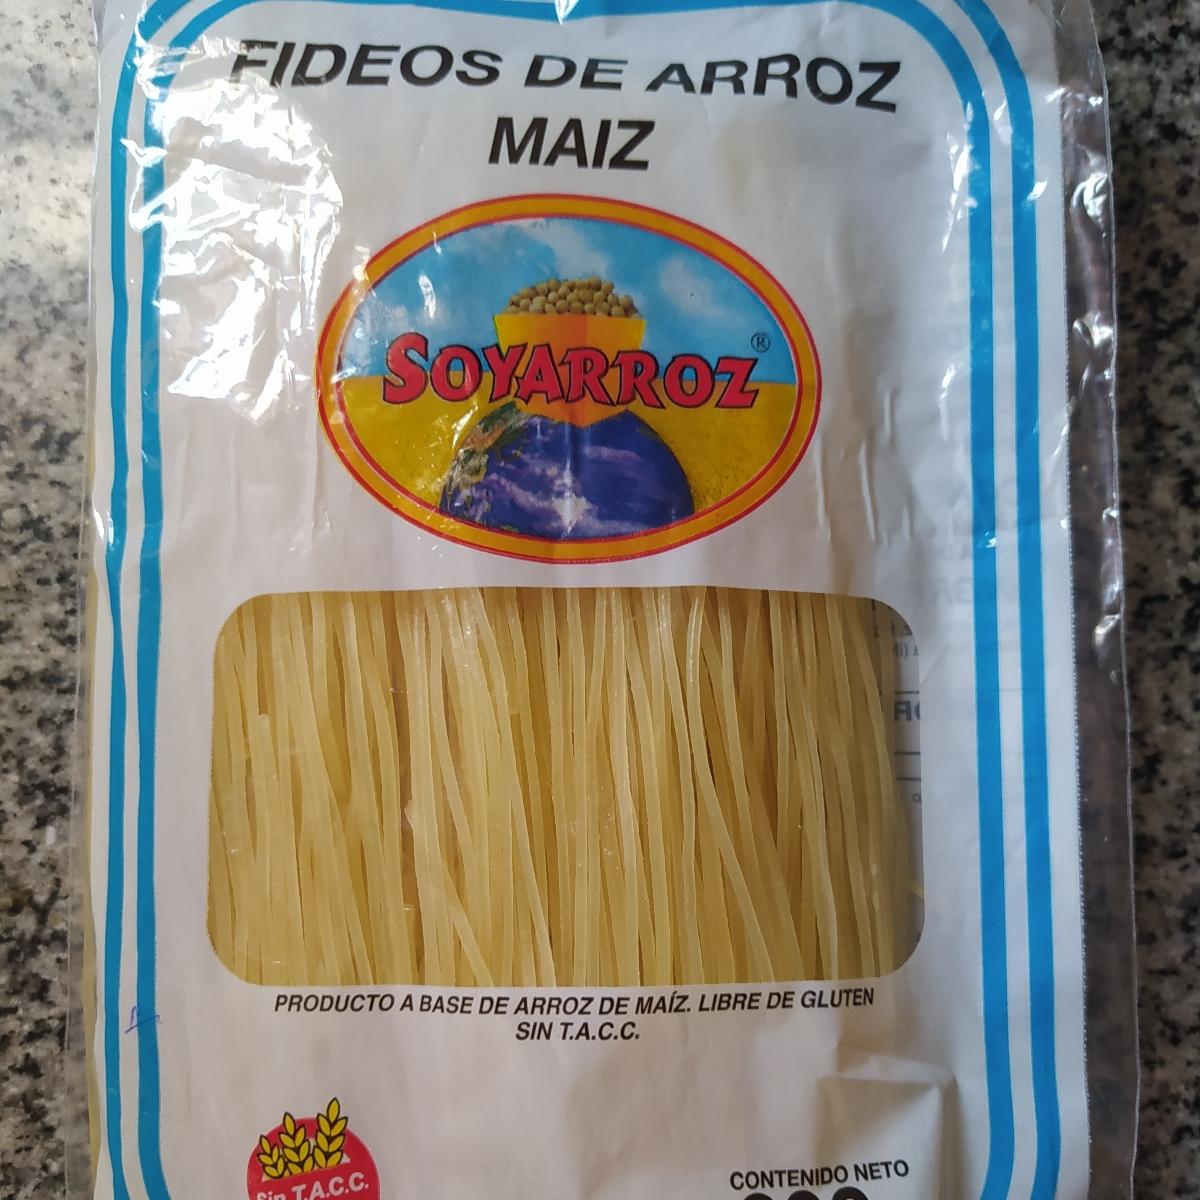 FIDEOS DE ARROZ
MAIZ
SOYARROZ®
PRODUCTO A BASE DE ARROZ DE MAÍZ. LIBRE DE GLUTEN
SIN T.A.C.C.
Sin T.A.C.C.
CONTENIDO NETO